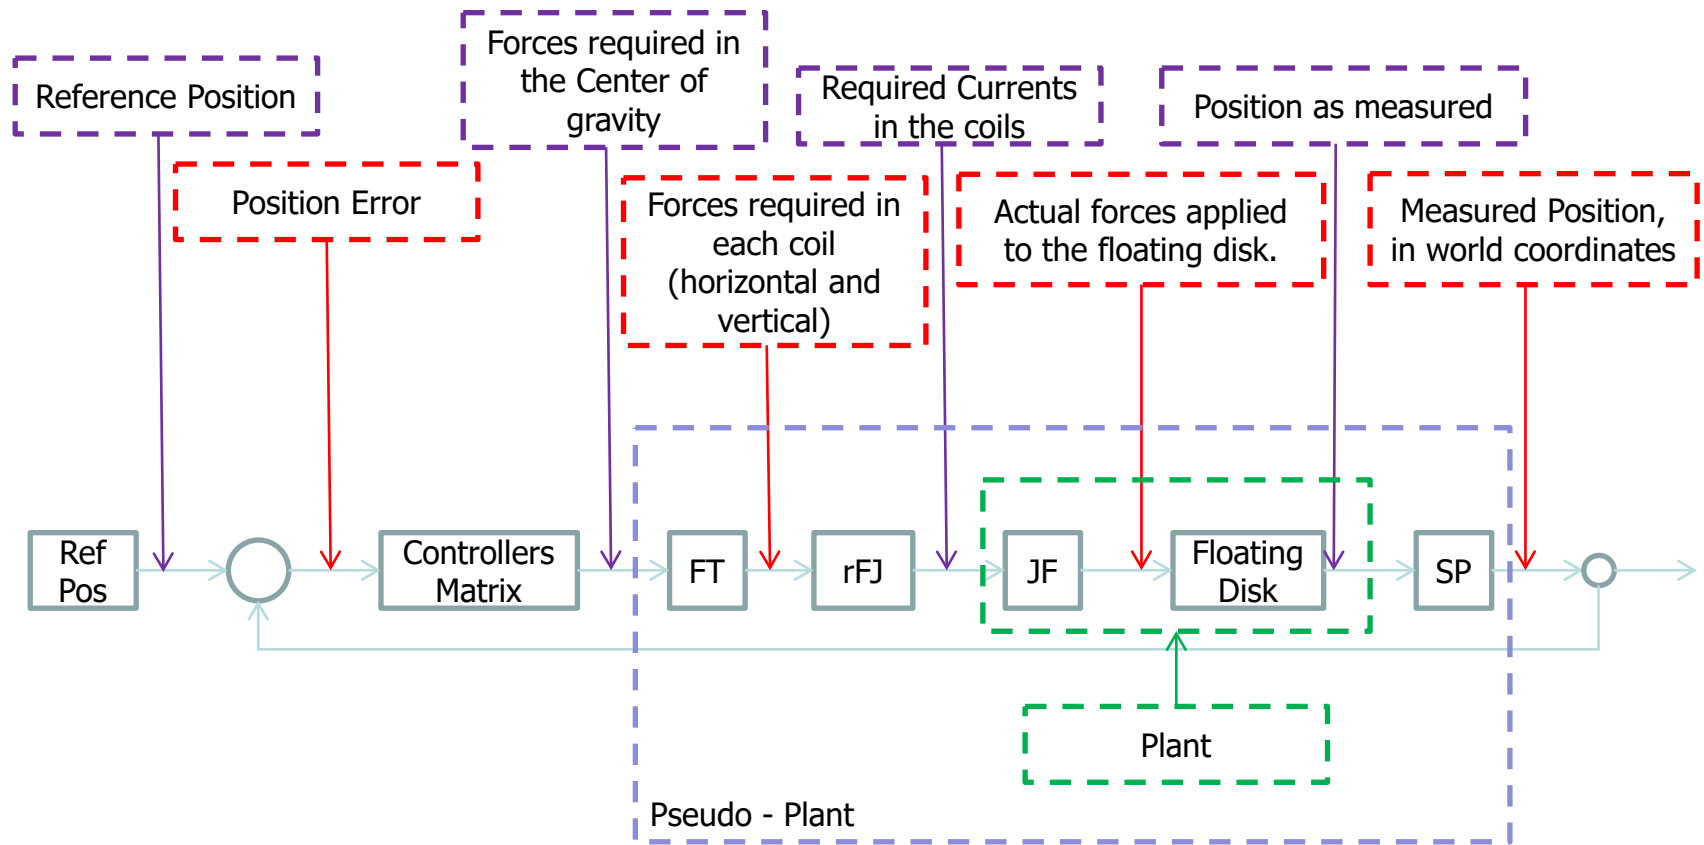 Reference Position
Forces required in
the Center of
gravity
Required Currents
in the coils
Position as measured
Position Error
Forces required in
each coil
(horizontal and
vertical)
Actual forces applied
to the floating disk.
Measured Position,
in world coordinates
Ref
Pos
Controllers
Matrix
FT
rFJ
JF
Floating
Disk
SP
Plant
Pseudo - Plant